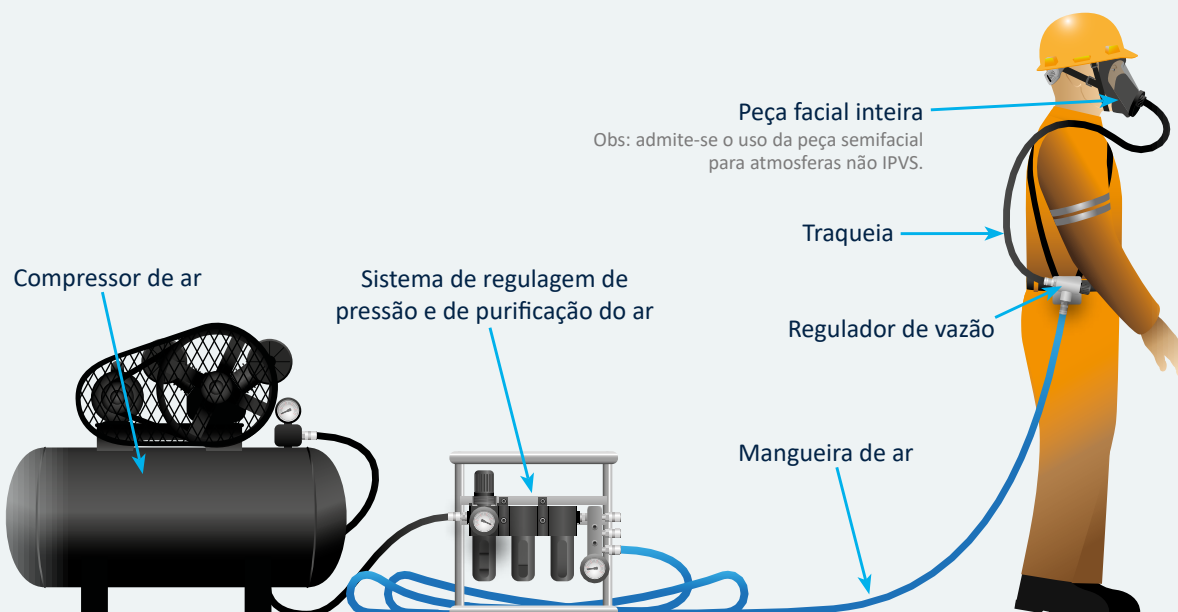 Peça facial inteira
Obs: admite-se o uso da peça semifacial
para atmosferas não IPVS.
Traqueia
Compressor de ar
Sistema de regulagem de
pressão e de purificação do ar
Regulador de vazão
Mangueira de ar